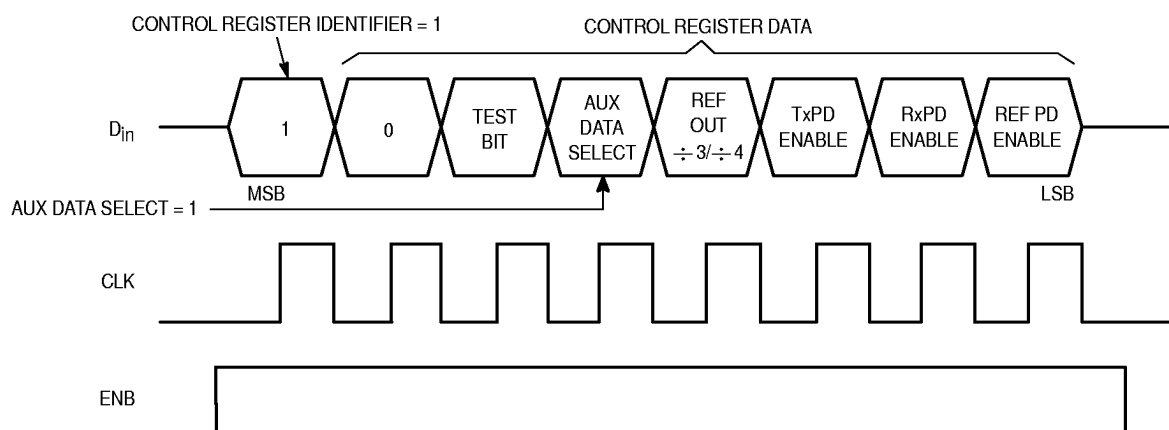 CONTROL REGISTER IDENTIFIER = 1
CONTROL REGISTER DATA
Din
1
0
TEST
BIT
AUX
DATA
SELECT
REF
OUT
÷3/÷4
TxPD
ENABLE
RxPD
ENABLE
REF PD
ENABLE
MSB
LSB
AUX DATA SELECT = 1
CLK
ENB